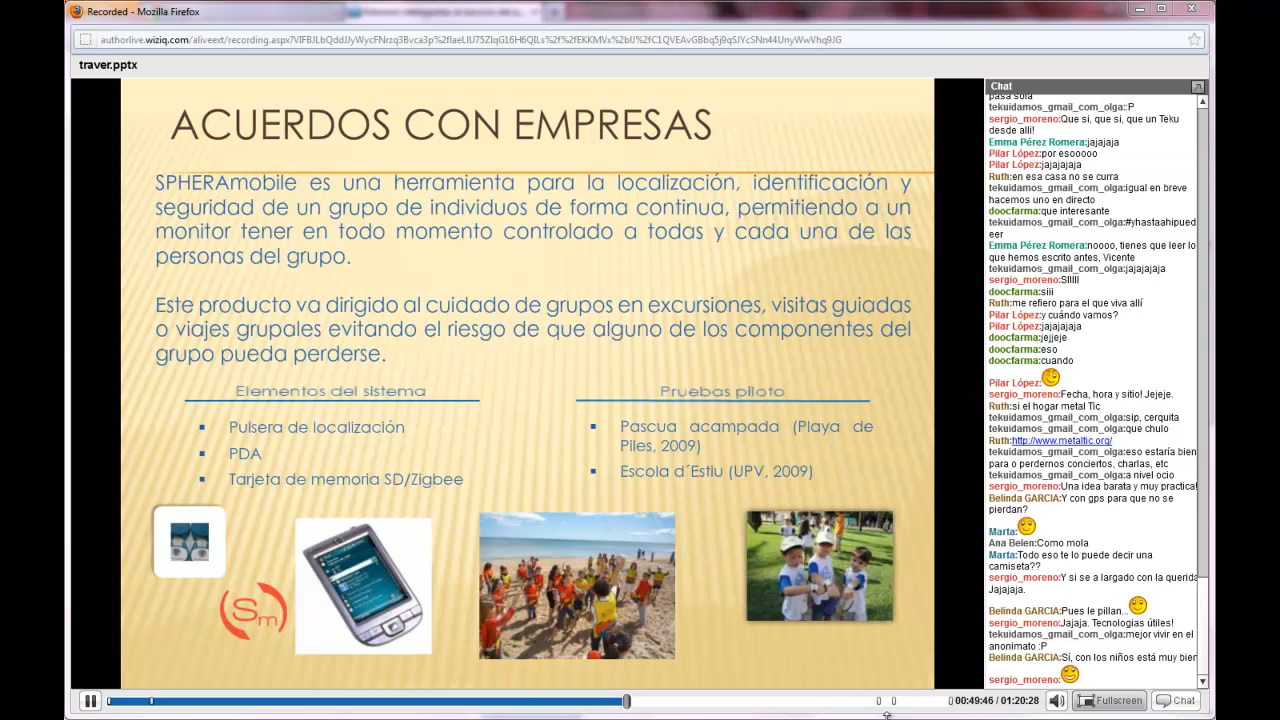 Recorded - Mozilla Firefox
authorlive.wiziq.com/aliveext/recording.aspx?
traver.pptx
ACUERDOS CON EMPRESAS
SPHERAmobile es una herramienta para la localización, identificación y
seguridad de un grupo de individuos de forma continua, permitiendo a un
monitor tener en todo momento controlado a todas y cada una de las
personas del grupo.
Este producto va dirigido al cuidado de grupos en excursiones, visitas guiadas
o viajes grupales evitando el riesgo de que alguno de los componentes del
grupo pueda perderse.
Elementos del sistema
▪ Pulsera de localización
▪ PDA
▪ Tarjeta de memoria SD/Zigbee
Pruebas piloto
▪ Pascua acampada (Playa de
Piles, 2009)
▪ Escola d´Estiu (UPV, 2009)
Sm
Chat
pasa sola
tekuidamos_gmail_com_olga::P
sergio_moreno:Que si, que si, que un Teku
desde alli!
Emma Pérez Romera:jajajaja
Pilar López:por esooooo
Pilar López:jajajajaja
Ruth:en esa casa no se curra
tekuidamos_gmail_com_olga:igual en breve
hacemos uno en directo
doocfarma:que interesante
tekuidamos_gmail_com_olga:#yhastaahipued
eer
Emma Pérez Romera:noooo, tienes que leer lo
que hemos escrito antes, Vicente
tekuidamos_gmail_com_olga:jajajajaja
sergio_moreno:SIIIII
doocfarma:siii
Ruth:me refiero para el que viva allí
Pilar López:y cuándo vamos?
Pilar López:jajajajaja
doocfarma:jejjeje
doocfarma:eso
doocfarma:cuando
Pilar López:
sergio_moreno:Fecha, hora y sitio! Jejeje.
Ruth:si el hogar metal Tic
tekuidamos_gmail_com_olga:sip, cerquita
tekuidamos_gmail_com_olga:que chulo
Ruth:http://www.metaltic.org/
tekuidamos_gmail_com_olga:eso estaría bien
para o perdernos conciertos, charlas, etc
tekuidamos_gmail_com_olga:a nivel ocio
sergio_moreno:Una idea barata y muy practica!
Belinda GARCIA:Y con gps para que no se
pierdan?
Marta:
Ana Belen:Como mola
Marta:Todo eso te lo puede decir una
camiseta??
sergio_moreno:Y si se a largado con la querida
Jajajaja.
Belinda GARCIA:Pues le pillan...
sergio_moreno:Jajaja. Tecnologias útiles!
tekuidamos_gmail_com_olga:mejor vivir en el
anonimato :P
Belinda GARCIA:Sí, con los niños está muy bien
sergio_moreno:
00:49:46 / 01:20:28
Fullscreen
Chat